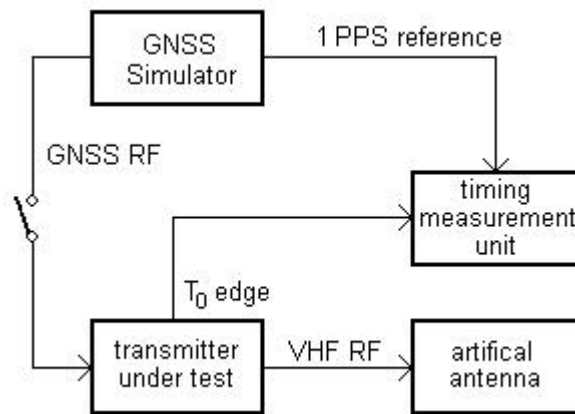 GNSS
Simulator
1 PPS reference
GNSS RF
timing
measurement
unit
T0 edge
transmitter
under test
VHF RF
artifical
antenna